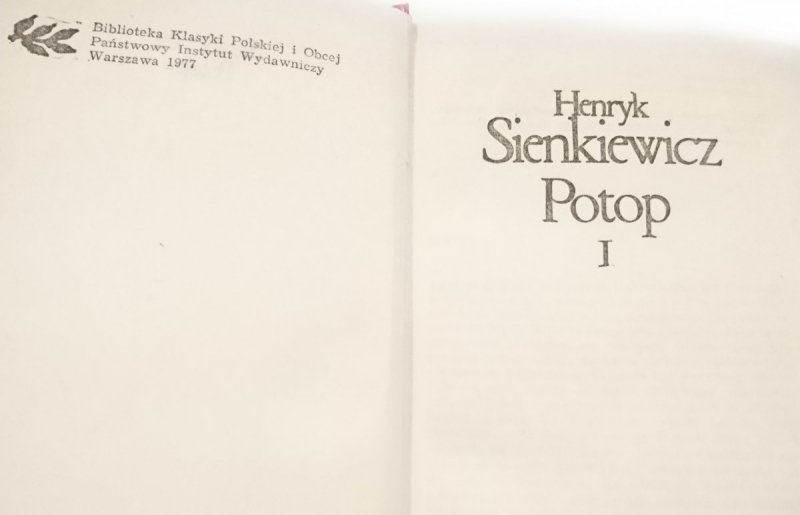 Biblioteka Klasyki Polskiej i Obcej
Państwowy Instytut Wydawniczy
Warszawa 1977
Henryk
Sienkiewicz
Potop
I